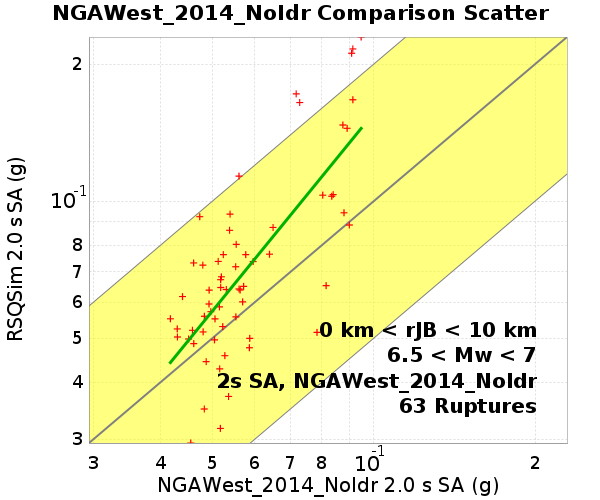 NGAWest_2014_NoIdr Comparison Scatter
RSQSim 2.0 s SA (g)
2
10-1
8
7
6
5
4
3
0 km < rJB < 10 km
6.5 < Mw < 7
2s SA, NGAWest_2014_NoIdr
63 Ruptures
3 4 5 6 7 8 10-1 2
NGAWest_2014_NoIdr 2.0 s SA (g)